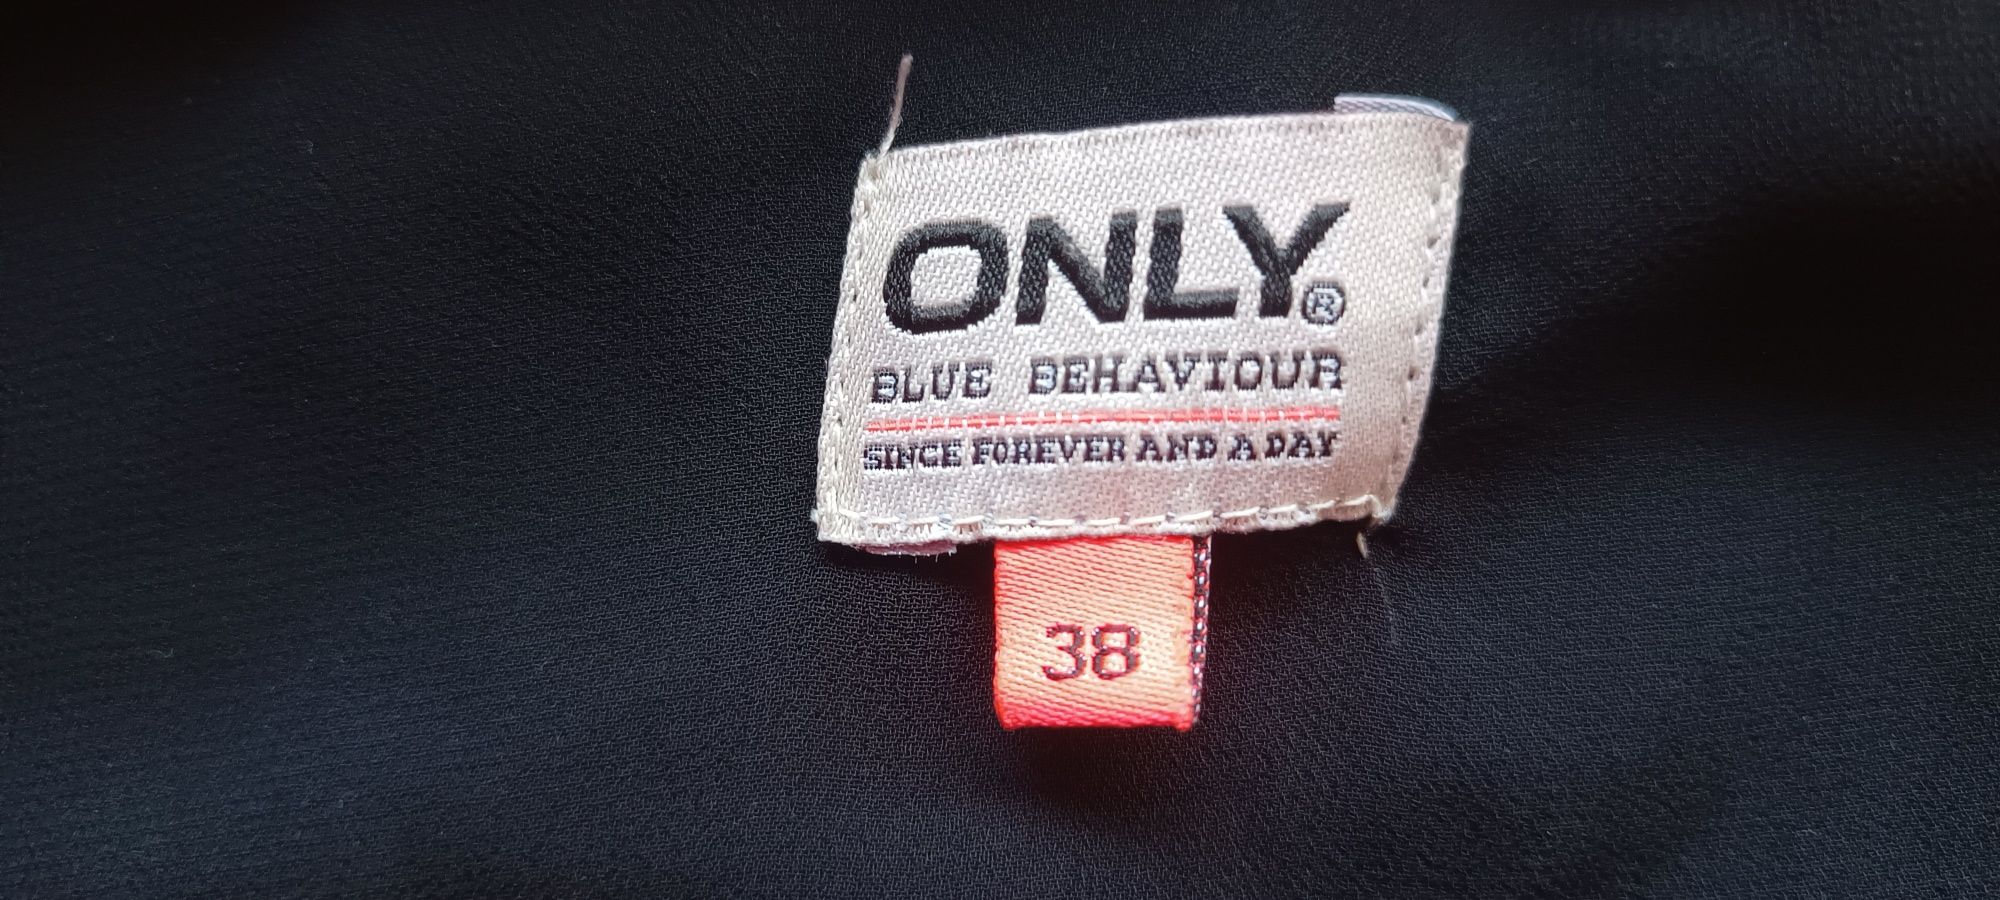 ONLY®
BLUE BEHAVIOUR
SINCE FOREVER AND A DAY
38